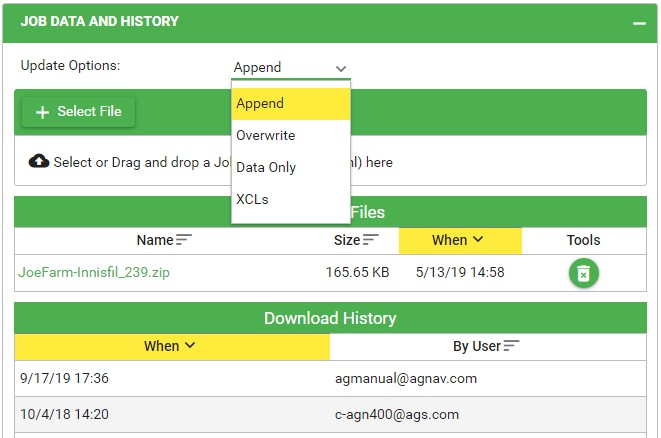 JOB DATA AND HISTORY
Update Options:
Append
Select File
Append
Overwrite
Data Only
XCLs
Select or Drag and drop a Jo
l) here
Files
Name Size When Tools
JoeFarm-Innisfil_239.zip 165.65 KB 5/13/19 14:58
Download History
When By User
9/17/19 17:36 agmanual@agnav.com
10/4/18 14:20 c-agn400@ags.com